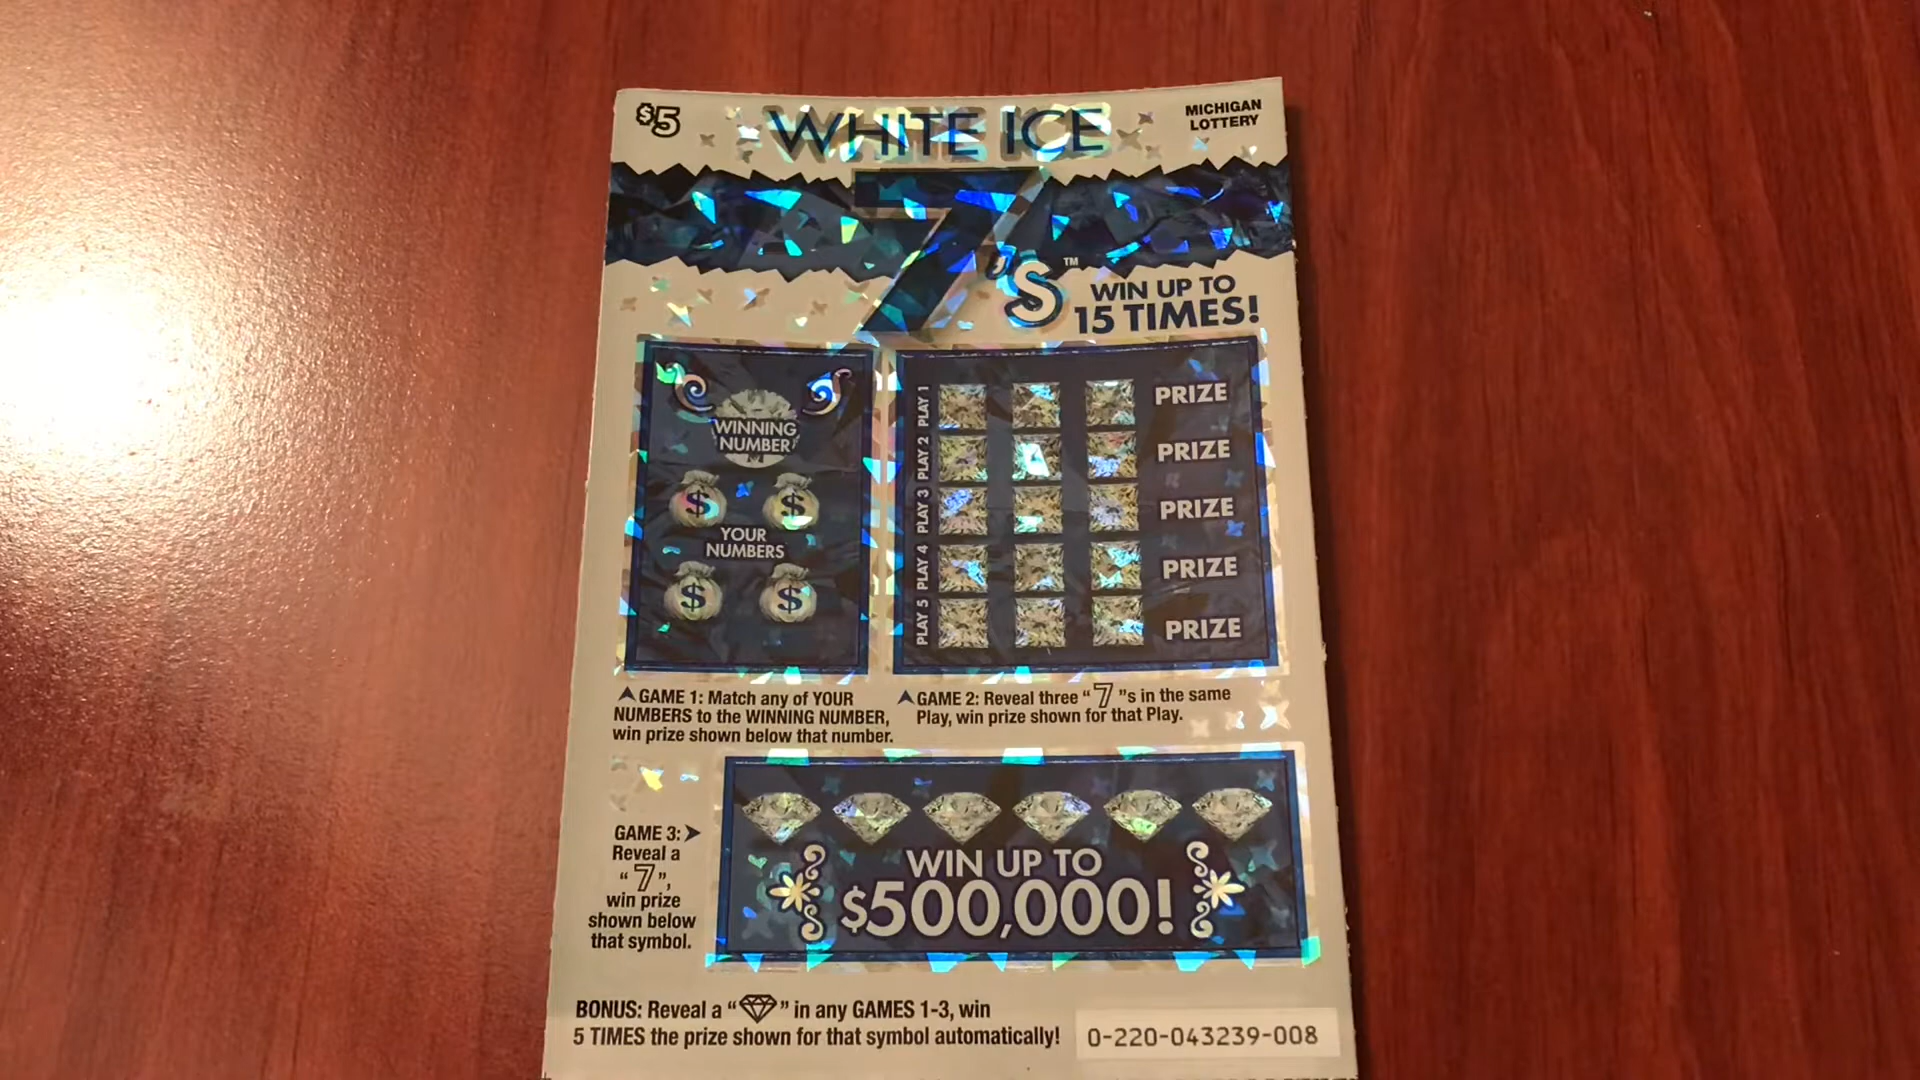 $5
WHITE ICE
MICHIGAN
LOTTERY
7's™
WIN UP TO
15 TIMES!
WINNING
NUMBER
$ $
YOUR
NUMBERS
$ $
PLAY 1 PRIZE
PLAY 2 PRIZE
PLAY 3 PRIZE
PLAY 4 PRIZE
PLAY 5 PRIZE
GAME 1: Match any of YOUR
NUMBERS to the WINNING NUMBER,
win prize shown below that number.
GAME 2: Reveal three "7"s in the same
Play, win prize shown for that Play.
GAME 3:
Reveal a
"7",
win prize
shown below
that symbol.
WIN UP TO
$500,000!
BONUS: Reveal a " " in any GAMES 1-3, win
5 TIMES the prize shown for that symbol automatically!
0-220-043239-008